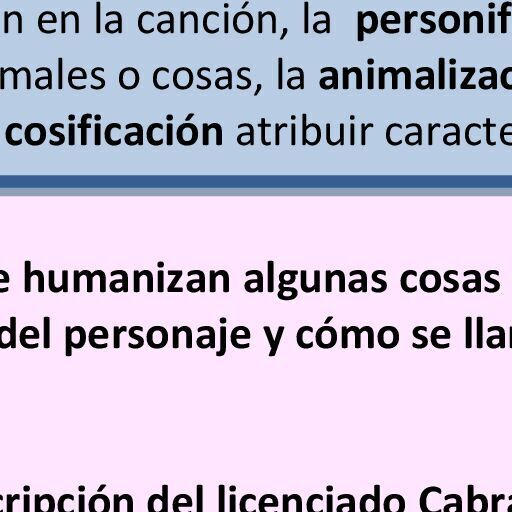 n en la canción, la personif
males o cosas, la animalizac
cosificación atribuir caracte
e humanizan algunas cosas
del personaje y cómo se llar
cripción del licenciado Cabra